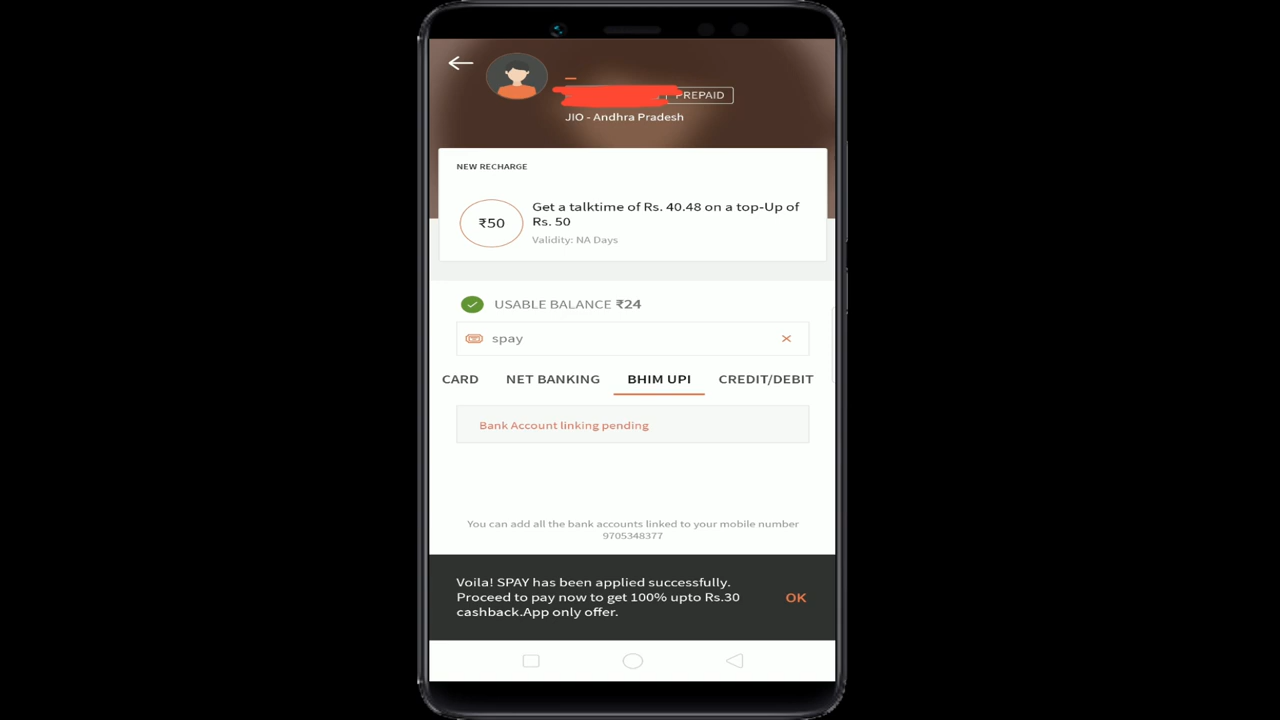 PREPAID
JIO - Andhra Pradesh
NEW RECHARGE
₹50
Get a talktime of Rs. 40.48 on a top-Up of
Rs. 50
Validity: NA Days
USABLE BALANCE ₹24
spay
CARD NET BANKING BHIM UPI CREDIT/DEBIT
Bank Account linking pending
You can add all the bank accounts linked to your mobile number
9705348377
Voila! SPAY has been applied successfully.
Proceed to pay now to get 100% upto Rs.30
cashback.App only offer.
OK